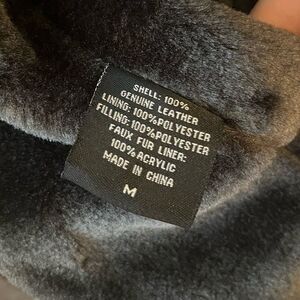 SHELL: 100%
GENUINE LEATHER
LINING: 100%POLYESTER
FILLING: 100%POLYESTER
FAUX FUR LINER:
100%ACRYLIC
MADE IN CHINA
M